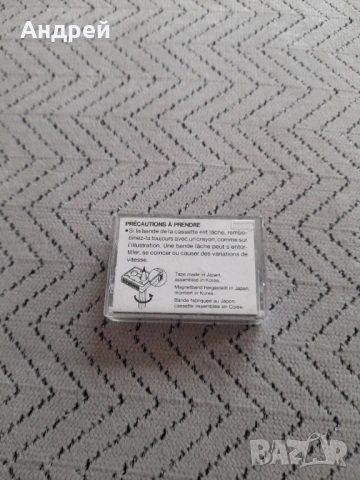 Андрей
PRÉCAUTIONS À PRENDRE
• Si la bande de la cassette est lâche, rembo-
binez-la toujours avec un crayon, comme sur
l'illustration. Une bande lâche peut s'entor-
tiller, se coincer ou causer des variations de
vitesse.
Tape made in Japan,
assembled in Korea.
Magnetband hergestellt in Japan,
montiert in Korea.
Bande fabriquée au Japon,
cassette assemblée en Corée.
BAZAR